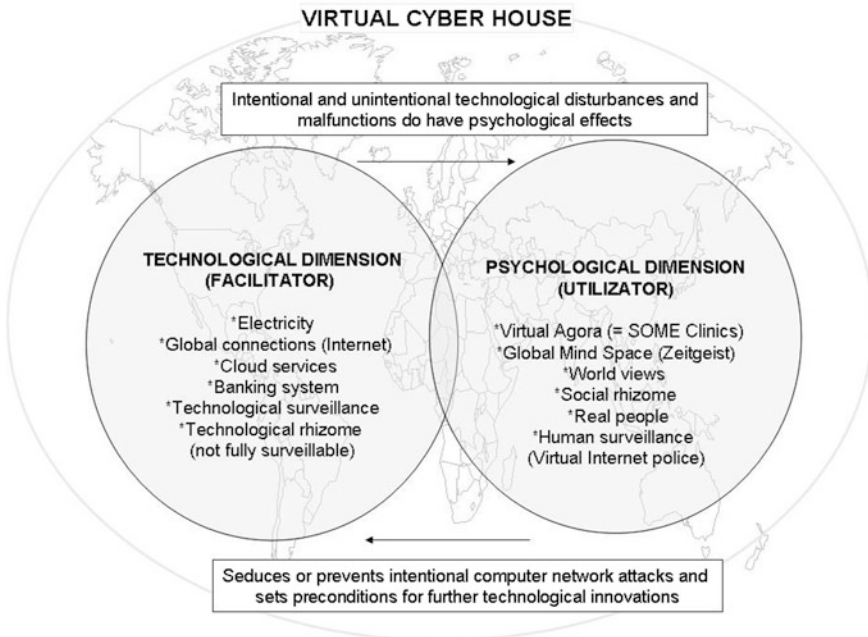 VIRTUAL CYBER HOUSE
Intentional and unintentional technological disturbances and
malfunctions do have psychological effects
TECHNOLOGICAL DIMENSION
(FACILITATOR)
*Electricity
*Global connections (Internet)
*Cloud services
*Banking system
*Technological surveillance
*Technological rhizome
(not fully surveillable)
PSYCHOLOGICAL DIMENSION
(UTILIZATOR)
*Virtual Agora (= SOME Clinics)
*Global Mind Space (Zeitgeist)
*World views
*Social rhizome
*Real people
*Human surveillance
(Virtual Internet police)
Seduces or prevents intentional computer network attacks and
sets preconditions for further technological innovations